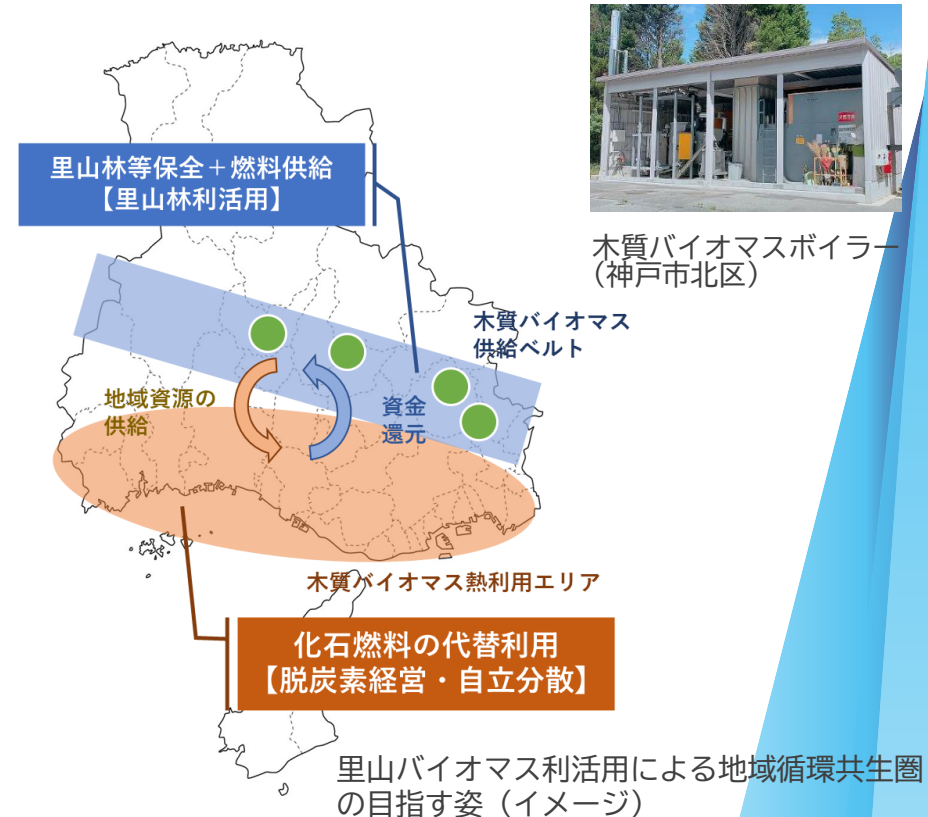 里山林等保全＋燃料供給
【里山林利活用】
木質バイオマスボイラー
（神戸市北区）
木質バイオマス
供給ベルト
地域資源の
供給
資金
還元
木質バイオマス熱利用エリア
化石燃料の代替利用
【脱炭素経営・自立分散】
里山バイオマス利活用による地域循環共生圏
の目指す姿（イメージ）